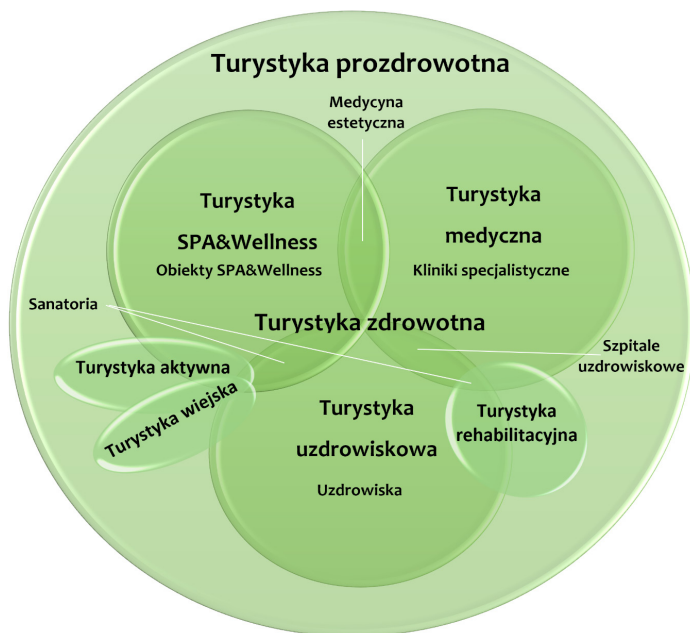 Turystyka prozdrowotna
Medycyna
estetyczna
Turystyka
SPA&Wellness
Obiekty SPA&Wellness
Turystyka
medyczna
Kliniki specjalistyczne
Sanatoria
Turystyka zdrowotna
Szpitale
uzdrowiskowe
Turystyka aktywna
Turystyka wiejska
Turystyka
uzdrowiskowa
Uzdrowiska
Turystyka
rehabilitacyjna